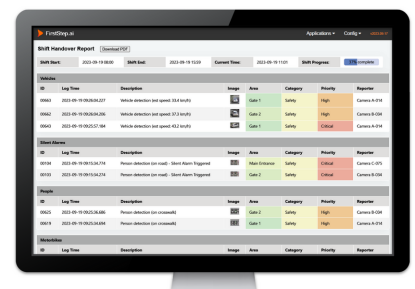 FirstStep.ai Applications Config
Shift Handover Report Download PDF
Shift Start: 2023-09-19 08:00 Shift End: 2023-09-19 15:59 Current Time: 2023-09-19 11:01 Shift Progress: complete
Vehicles
ID Log Time Description Image Area Category Priority Reporter
00663 2023-09-19 09:26:04.227 Vehicle detection (est speed: 33.4 km/h) Gate 1 Safety High Camera A-014
00662 2023-09-19 09:26:04.206 Vehicle detection (est speed: 37.3 km/h) Gate 2 Safety High Camera B-004
00643 2023-09-19 09:25:57.184 Vehicle detection (est speed: 43.2 km/h) Gate 1 Safety Critical Camera A-014
Silent Alarms
ID Log Time Description Image Area Category Priority Reporter
00104 2023-09-19 09:15:34.774 Person detection (on road) - Silent Alarm Triggered Main Entrance Safety Critical Camera C-075
00103 2023-09-19 09:15:34.274 Person detection (on road) - Silent Alarm Triggered Gate 2 Safety Critical Camera B-004
People
ID Log Time Description Image Area Category Priority Reporter
00625 2023-09-19 09:25:36.686 Person detection (on crosswalk) Gate 2 Safety High Camera B-004
00619 2023-09-19 09:25:34.694 Person detection (on crosswalk) Gate 1 Safety High Camera A-014
Motorbikes
ID Log Time Description Image Area Category Priority Reporter